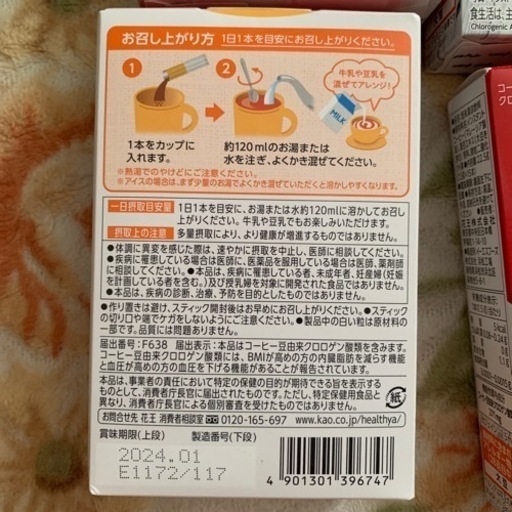 お召し上がり方 1日1本を目安にお召し上がりください。
1
2
牛乳や豆乳を
混ぜてアレンジ!
MILK
1本をカップに
入れます。
約120mlのお湯または
水を注ぎ、よくかき混ぜてください。
※熱湯でのやけどにご注意ください。
※アイスの場合は、まず少量のお湯でよくかき混ぜていただくと溶かしやすくなります。
一日摂取目安量 1日1本を目安に、お湯または水約120mlに溶かしてお召し
上がりください。牛乳や豆乳でもお楽しみいただけます。
摂取上の注意 多量摂取により、より健康が増進するものではありません。
●体調に異変を感じた際は、速やかに摂取を中止し、医師に相談してください。
●疾病に罹患している場合は医師に、医薬品を服用している場合は医師、薬剤師
に相談してください。●本品は、疾病に罹患している者、未成年者、妊産婦(妊娠
を計画している者を含む。)及び授乳婦を対象に開発された食品ではありません。
●本品は、疾病の診断、治療、予防を目的としたものではありません。
●作り置きは避け、スティック開封後はお早めにお召し上がりください。●スティック
の切り口や端でケガをしないようにご注意ください。●製品中の白い粒は原材料の
一部です。品質には問題ありません。
届出番号:F638 届出表示:本品はコーヒー豆由来クロロゲン酸類を含みます。
コーヒー豆由来クロロゲン酸類には、BMIが高めの方の内臓脂肪を減らす機能
と血圧が高めの方の血圧を下げる機能があることが報告されています。
本品は、事業者の責任において特定の保健の目的が期待できる旨を表示する
ものとして、消費者庁長官に届出されたものです。ただし、特定保健用食品と
異なり、消費者庁長官による個別審査を受けたものではありません。
紙
お問合せ先 花王 消費者相談室 0120-165-697 www.kao.co.jp/healthya/
賞味期限(上段) 製造番号(下段)
2024.01
E1172/117
4 901301 396747
食生活は、主
Chlorogenic A
コーヒー
クロロ